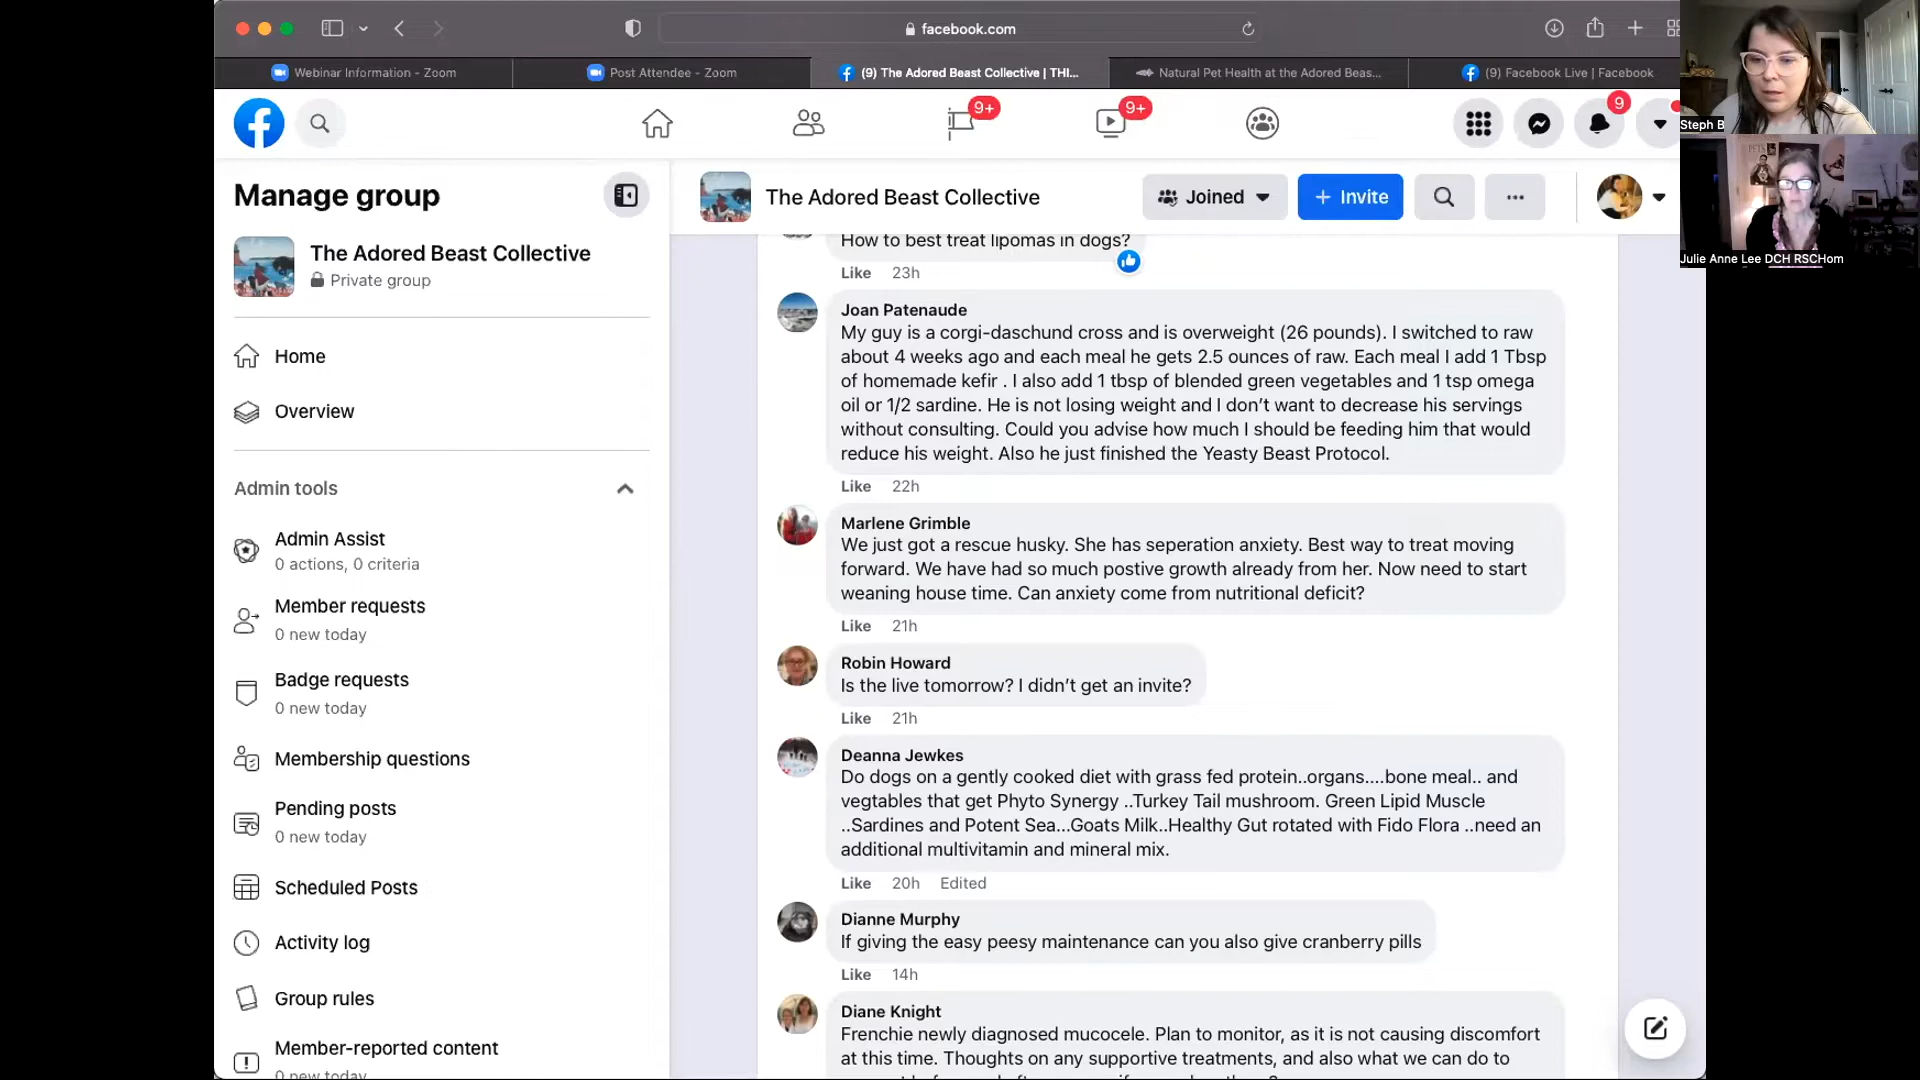 facebook.com
Webinar Information - Zoom
Post Attendee - Zoom
(9) The Adored Beast Collective | THI...
Natural Pet Health at the Adored Beas...
(9) Facebook Live | Facebook
9+
9+
9
Steph B
Julie Anne Lee DCH RSCHom
Manage group
The Adored Beast Collective
Private group
Home
Overview
Admin tools
Admin Assist
0 actions, 0 criteria
Member requests
0 new today
Badge requests
0 new today
Membership questions
Pending posts
0 new today
Scheduled Posts
Activity log
Group rules
Member-reported content
0 new today
The Adored Beast Collective
Joined
+ Invite
How to best treat lipomas in dogs?
Like 23h
Joan Patenaude
My guy is a corgi-daschund cross and is overweight (26 pounds). I switched to raw
about 4 weeks ago and each meal he gets 2.5 ounces of raw. Each meal I add 1 Tbsp
of homemade kefir . I also add 1 tbsp of blended green vegetables and 1 tsp omega
oil or 1/2 sardine. He is not losing weight and I don’t want to decrease his servings
without consulting. Could you advise how much I should be feeding him that would
reduce his weight. Also he just finished the Yeasty Beast Protocol.
Like 22h
Marlene Grimble
We just got a rescue husky. She has seperation anxiety. Best way to treat moving
forward. We have had so much postive growth already from her. Now need to start
weaning house time. Can anxiety come from nutritional deficit?
Like 21h
Robin Howard
Is the live tomorrow? I didn’t get an invite?
Like 21h
Deanna Jewkes
Do dogs on a gently cooked diet with grass fed protein..organs....bone meal.. and
vegtables that get Phyto Synergy ..Turkey Tail mushroom. Green Lipid Muscle
..Sardines and Potent Sea...Goats Milk..Healthy Gut rotated with Fido Flora ..need an
additional multivitamin and mineral mix.
Like 20h Edited
Dianne Murphy
If giving the easy peesy maintenance can you also give cranberry pills
Like 14h
Diane Knight
Frenchie newly diagnosed mucocele. Plan to monitor, as it is not causing discomfort
at this time. Thoughts on any supportive treatments, and also what we can do to